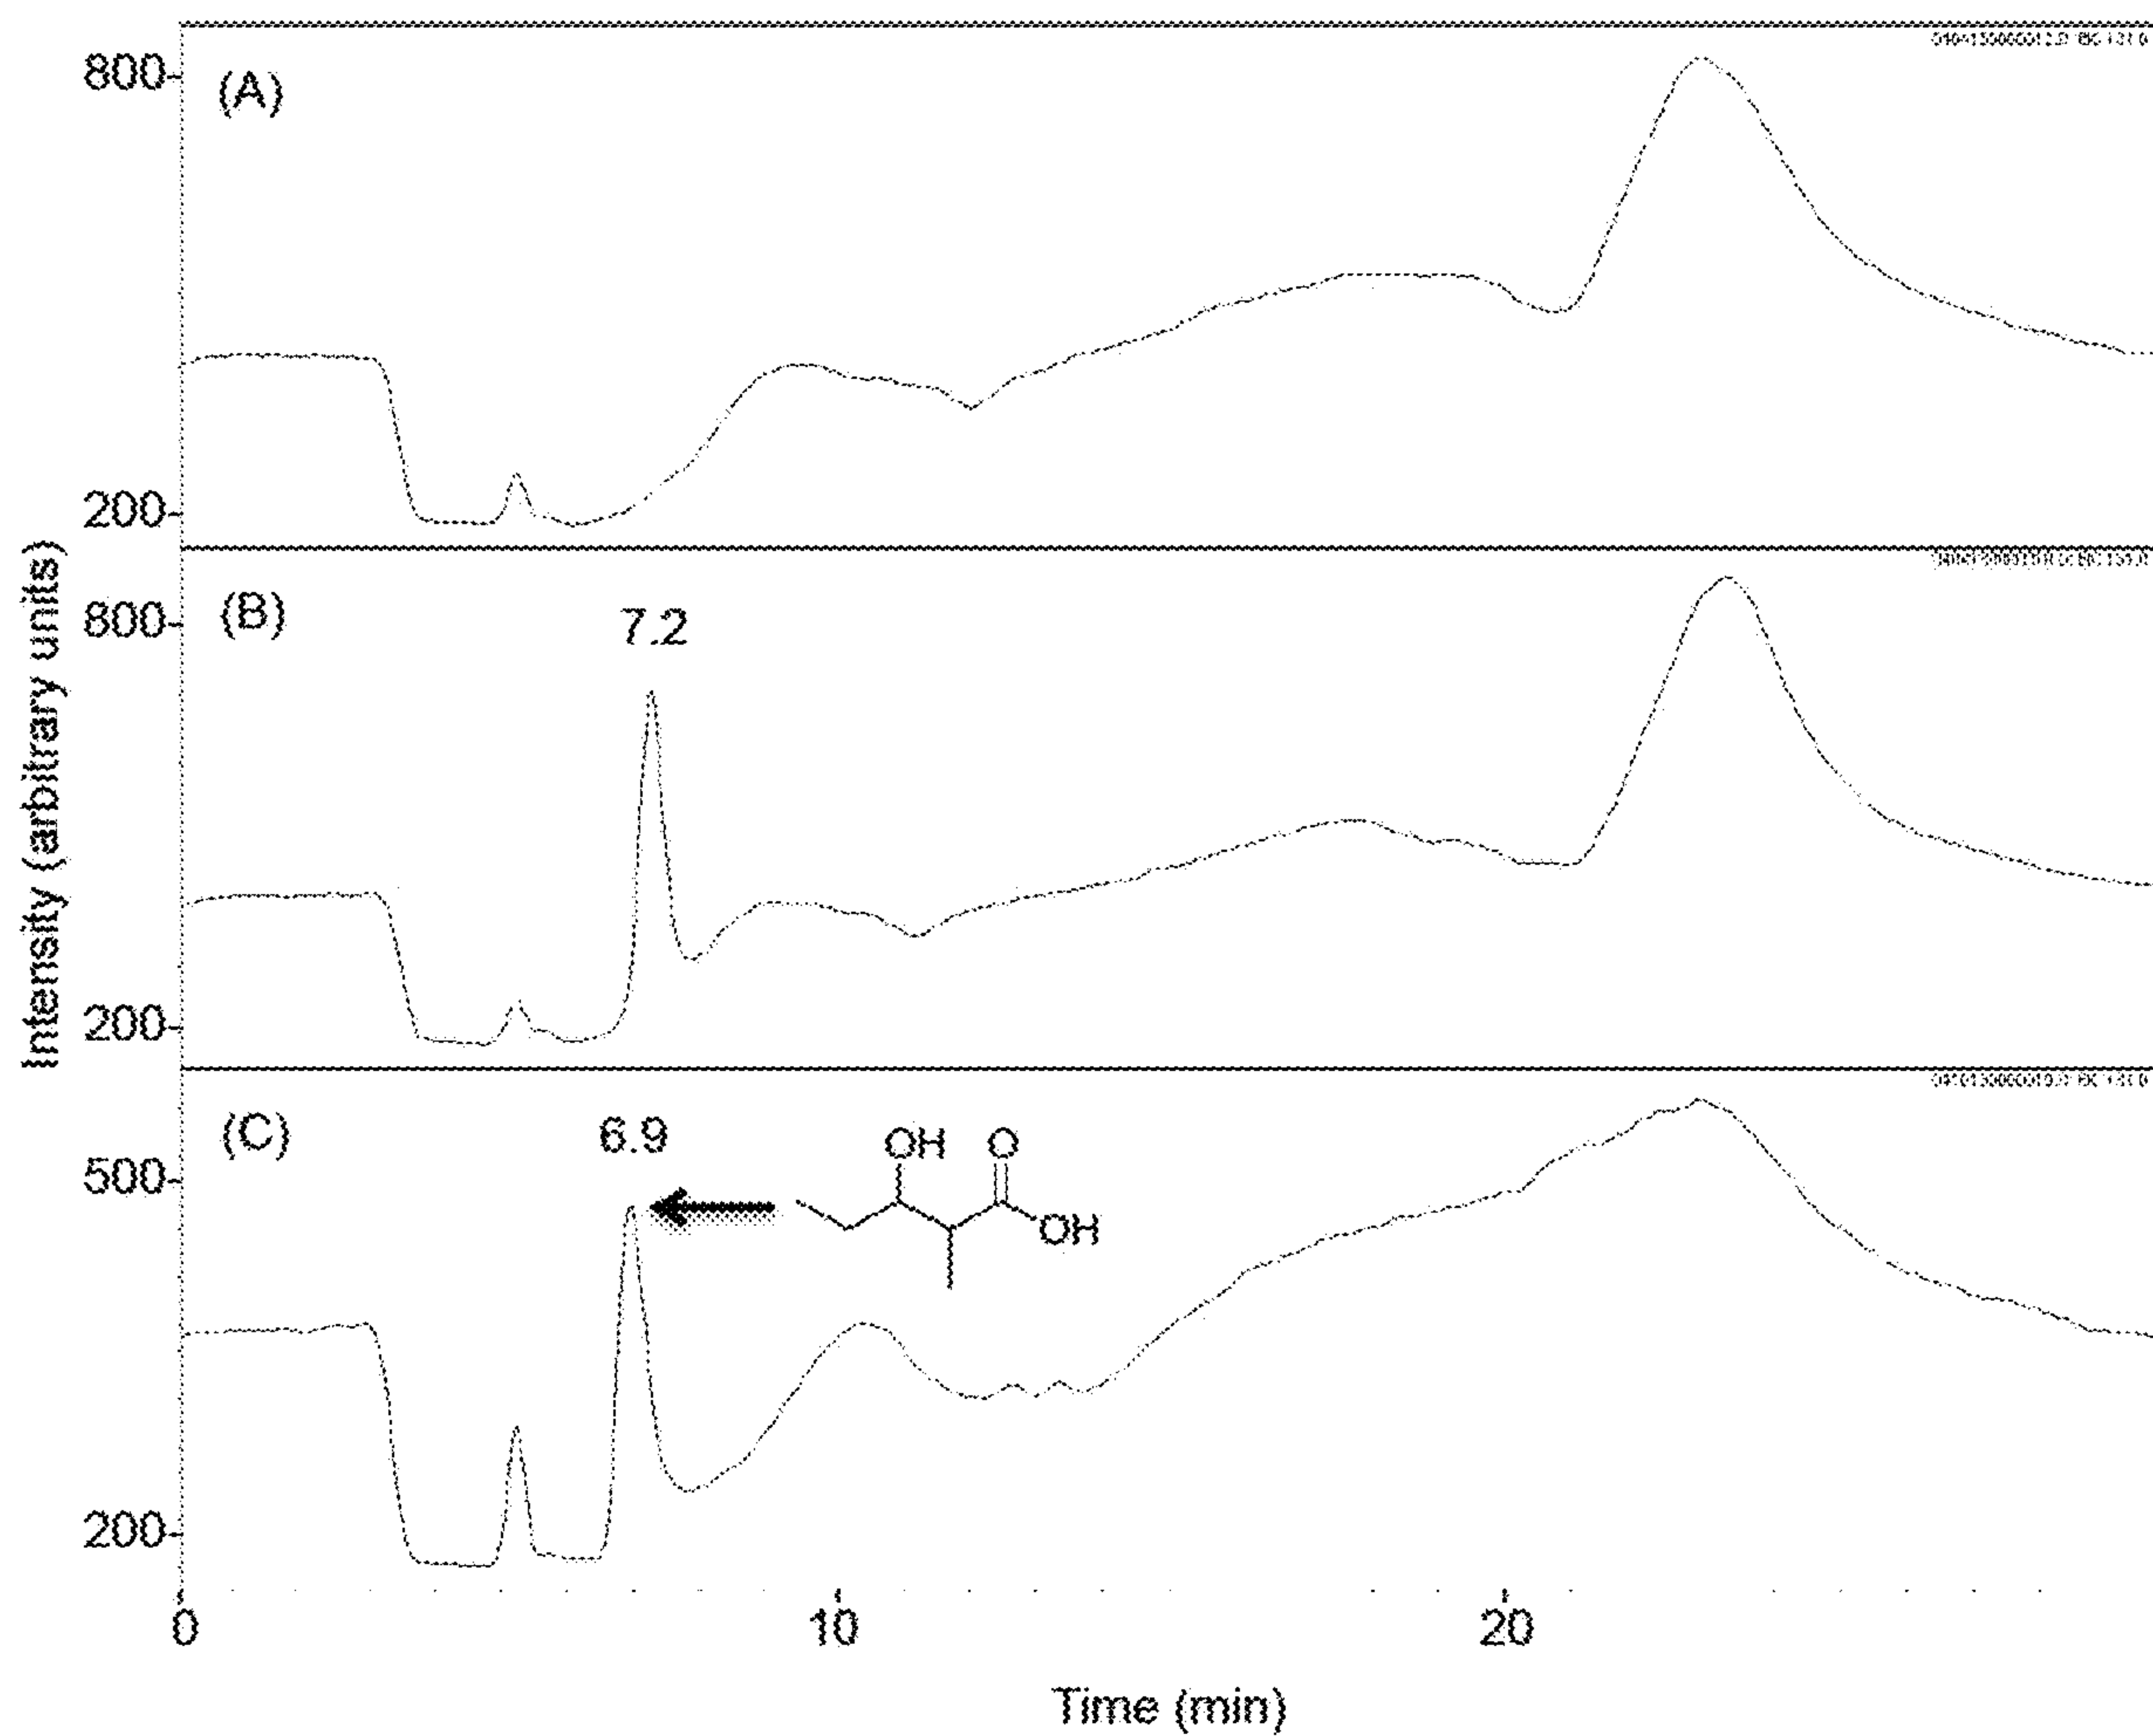 800
(A)
200
Intensity (arbitrary units)
800
(B)
7.2
200
(C)
6.9
500
OH
O
OH
200
0
10
20
Time (min)